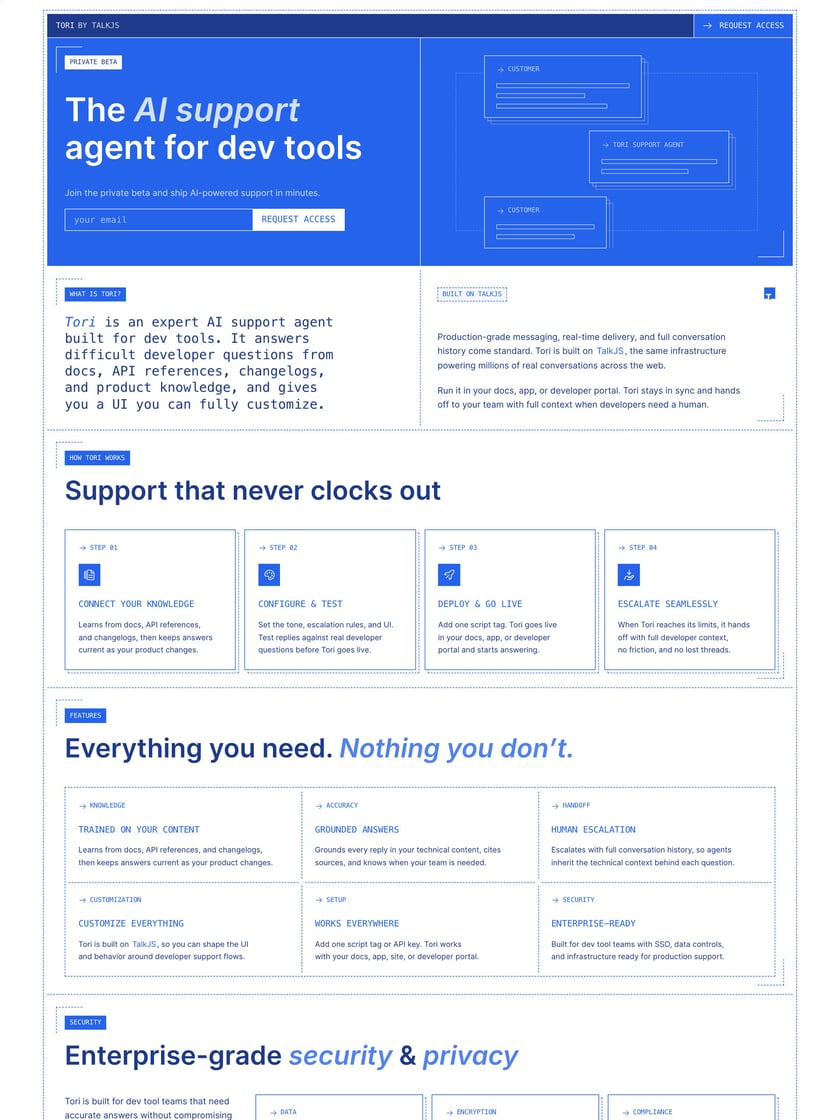 TORI BY TALKJS
→ REQUEST ACCESS
PRIVATE BETA
The AI support
agent for dev tools
Join the private beta and ship AI-powered support in minutes.
your email
REQUEST ACCESS
→ CUSTOMER
→ TORI SUPPORT AGENT
→ CUSTOMER
WHAT IS TORI?
Tori is an expert AI support agent
built for dev tools. It answers
difficult developer questions from
docs, API references, changelogs,
and product knowledge, and gives
you a UI you can fully customize.
BUILT ON TALKJS
Production-grade messaging, real-time delivery, and full conversation
history come standard. Tori is built on TalkJS, the same infrastructure
powering millions of real conversations across the web.
Run it in your docs, app, or developer portal. Tori stays in sync and hands
off to your team with full context when developers need a human.
HOW TORI WORKS
Support that never clocks out
→ STEP 01
CONNECT YOUR KNOWLEDGE
Learns from docs, API references,
and changelogs, then keeps answers
current as your product changes.
→ STEP 02
CONFIGURE & TEST
Set the tone, escalation rules, and UI.
Test replies against real developer
questions before Tori goes live.
→ STEP 03
DEPLOY & GO LIVE
Add one script tag. Tori goes live
in your docs, app, or developer
portal and starts answering.
→ STEP 04
ESCALATE SEAMLESSLY
When Tori reaches its limits, it hands
off with full developer context,
no friction, and no lost threads.
FEATURES
Everything you need. Nothing you don’t.
→ KNOWLEDGE
TRAINED ON YOUR CONTENT
Learns from docs, API references, and changelogs,
then keeps answers current as your product changes.
→ ACCURACY
GROUNDED ANSWERS
Grounds every reply in your technical content, cites
sources, and knows when your team is needed.
→ HANDOFF
HUMAN ESCALATION
Escalates with full conversation history, so agents
inherit the technical context behind each question.
→ CUSTOMIZATION
CUSTOMIZE EVERYTHING
Tori is built on TalkJS, so you can shape the UI
and behavior around developer support flows.
→ SETUP
WORKS EVERYWHERE
Add one script tag or API key. Tori works
with your docs, app, site, or developer portal.
→ SECURITY
ENTERPRISE-READY
Built for dev tool teams with SSO, data controls,
and infrastructure ready for production support.
SECURITY
Enterprise-grade security & privacy
Tori is built for dev tool teams that need
accurate answers without compromising
→ DATA
→ ENCRYPTION
→ COMPLIANCE